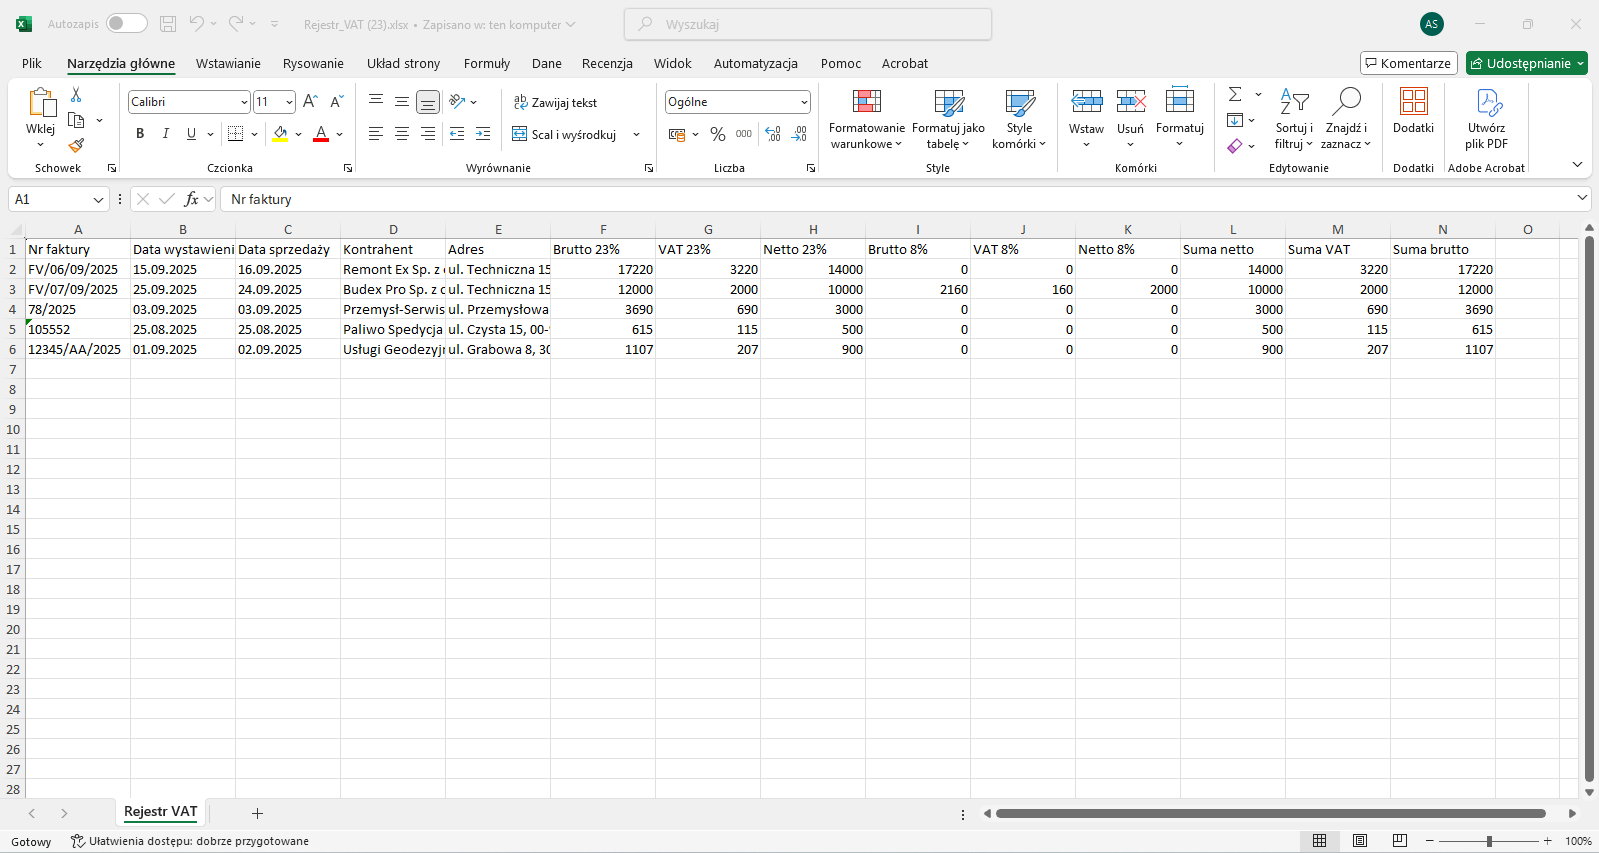 Autozapis Rejestr_VAT (23).xlsx • Zapisano w: ten komputer Wyszukaj AS
Plik Narzędzia główne Wstawianie Rysowanie Układ strony Formuły Dane Recenzja Widok Automatyzacja Pomoc Acrobat Komentarze Udostępnianie
Wklej
Schowek
Calibri 11
B I U
Czcionka
Zawijaj tekst
Scal i wyśrodkuj
Wyrównanie
Ogólne
% 000
Liczba
Formatowanie warunkowe
Formatuj jako tabelę
Style komórki
Style
Wstaw
Usuń
Formatuj
Komórki
Sortuj i filtruj
Znajdź i zaznacz
Edytowanie
Dodatki
Dodatki
Utwórz plik PDF
Adobe Acrobat
A1 fx Nr faktury
A B C D E F G H I J K L M N O
1 Nr faktury Data wystawieni Data sprzedaży Kontrahent Adres Brutto 23% VAT 23% Netto 23% Brutto 8% VAT 8% Netto 8% Suma netto Suma VAT Suma brutto
2 FV/06/09/2025 15.09.2025 16.09.2025 Remont Ex Sp. z ul. Techniczna 15 17220 3220 14000 0 0 0 14000 3220 17220
3 FV/07/09/2025 25.09.2025 24.09.2025 Budex Pro Sp. z ul. Techniczna 15 12000 2000 10000 2160 160 2000 10000 2000 12000
4 78/2025 03.09.2025 03.09.2025 Przemysł-Serwis ul. Przemysłowa 3690 690 3000 0 0 0 3000 690 3690
5 105552 25.08.2025 25.08.2025 Paliwo Spedycja ul. Czysta 15, 00- 615 115 500 0 0 0 500 115 615
6 12345/AA/2025 01.09.2025 02.09.2025 Usługi Geodezyj ul. Grabowa 8, 30 1107 207 900 0 0 0 900 207 1107
7
8
9
10
11
12
13
14
15
16
17
18
19
20
21
22
23
24
25
26
27
28
Rejestr VAT
Gotowy Ułatwienia dostępu: dobrze przygotowane 100%